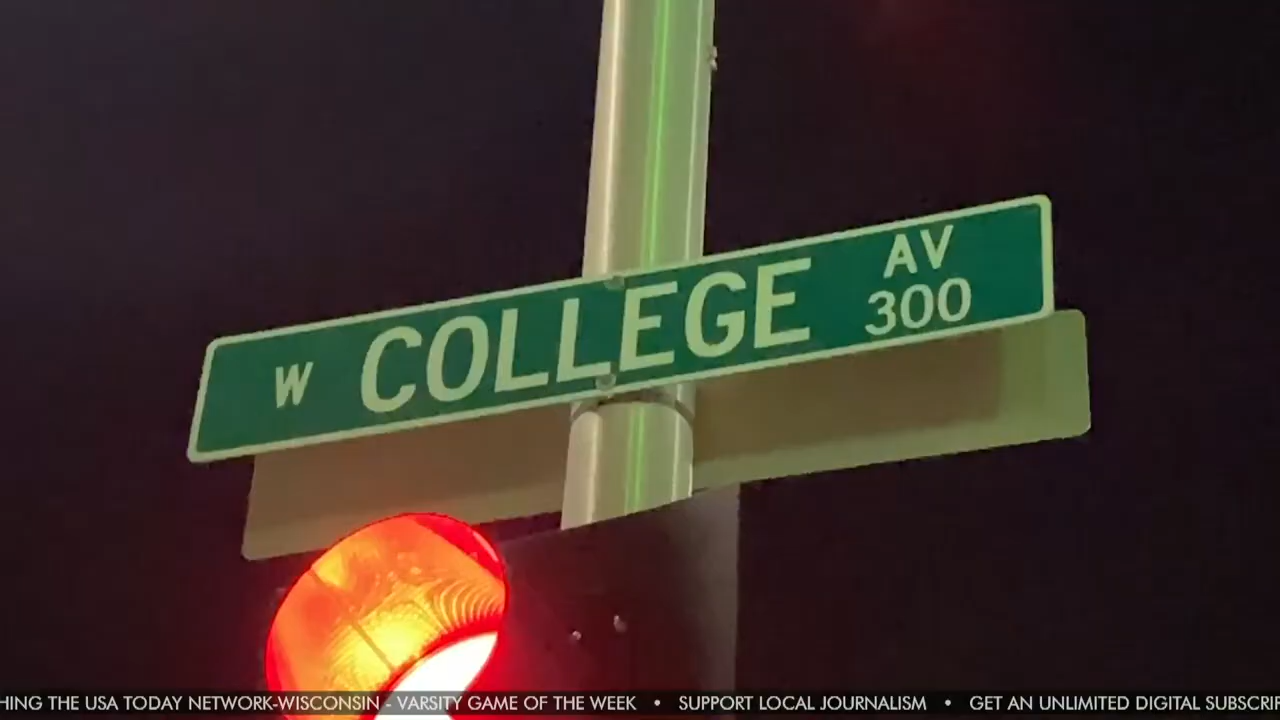 W COLLEGE AV
300
HING THE USA TODAY NETWORK-WISCONSIN - VARSITY GAME OF THE WEEK • SUPPORT LOCAL JOURNALISM • GET AN UNLIMITED DIGITAL SUBSCRI